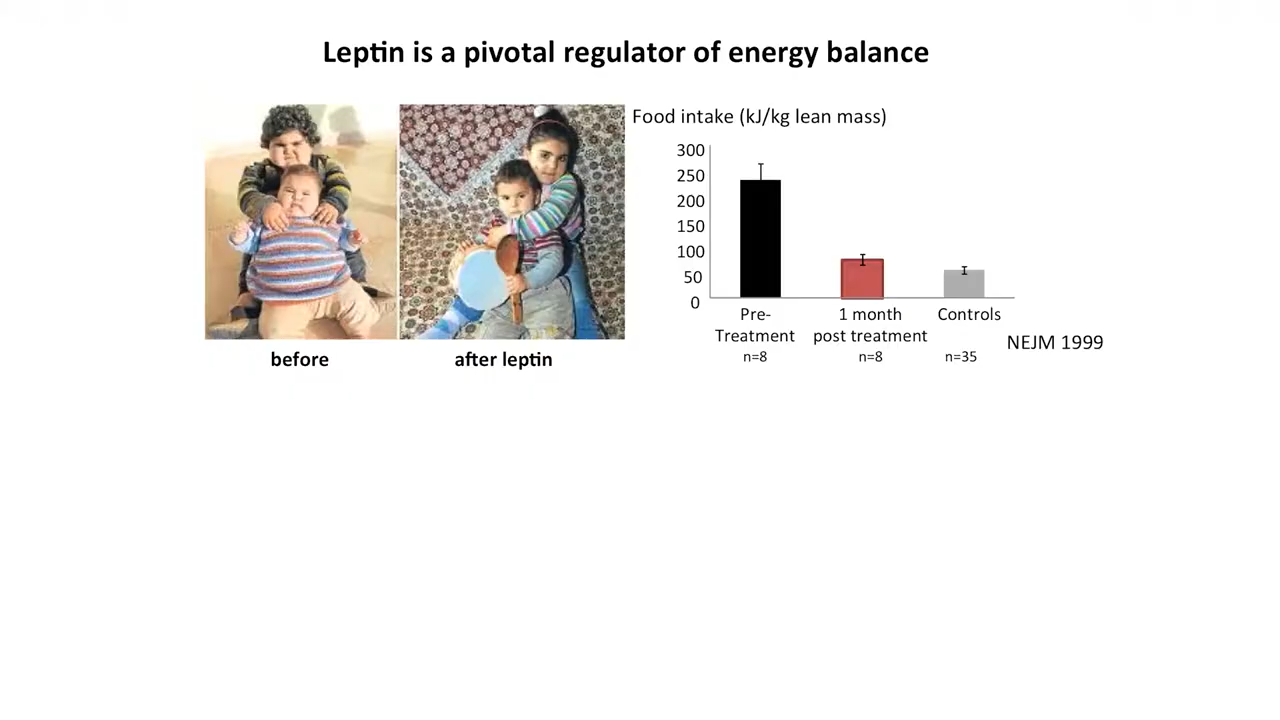 Leptin is a pivotal regulator of energy balance
Food intake (kJ/kg lean mass)
300
250
200
150
100
50
0
Pre-
Treatment
n=8
1 month
post treatment
n=8
Controls
n=35
NEJM 1999
before
after leptin